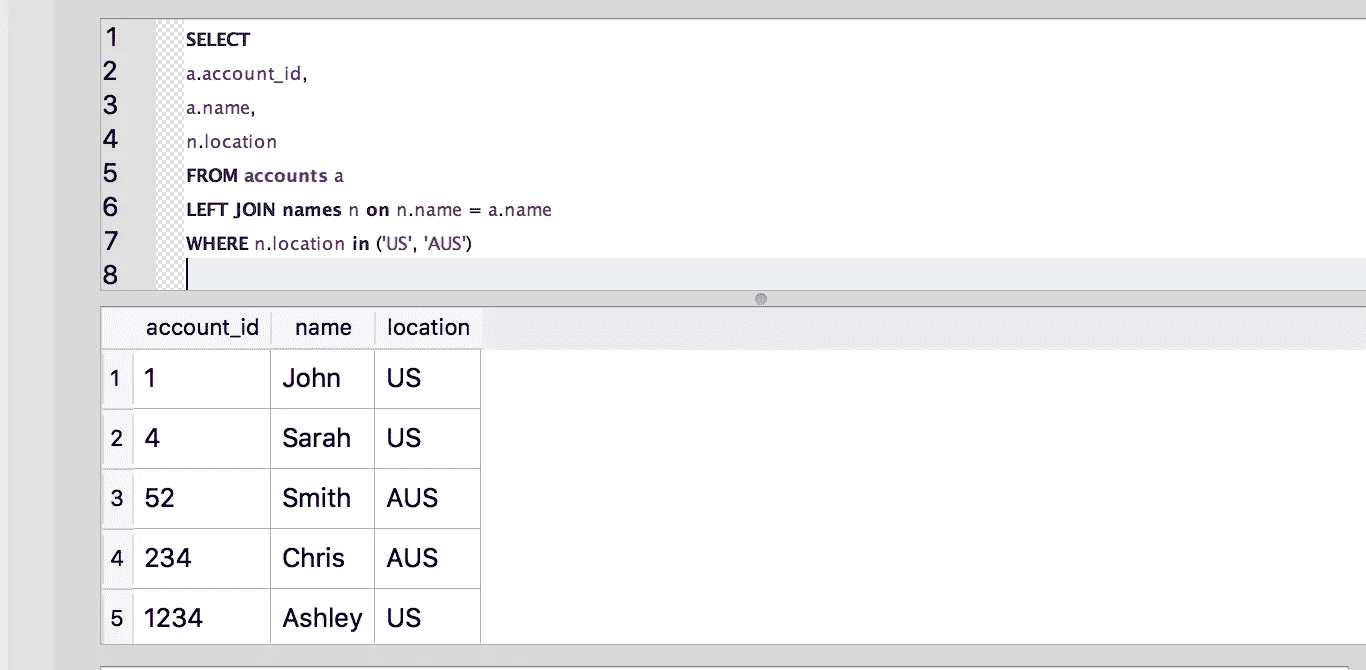 1 SELECT
2 a.account_id,
3 a.name,
4 n.location
5 FROM accounts a
6 LEFT JOIN names n on n.name = a.name
7 WHERE n.location in ('US', 'AUS')
8
account_id name location
1 1 John US
2 4 Sarah US
3 52 Smith AUS
4 234 Chris AUS
5 1234 Ashley US